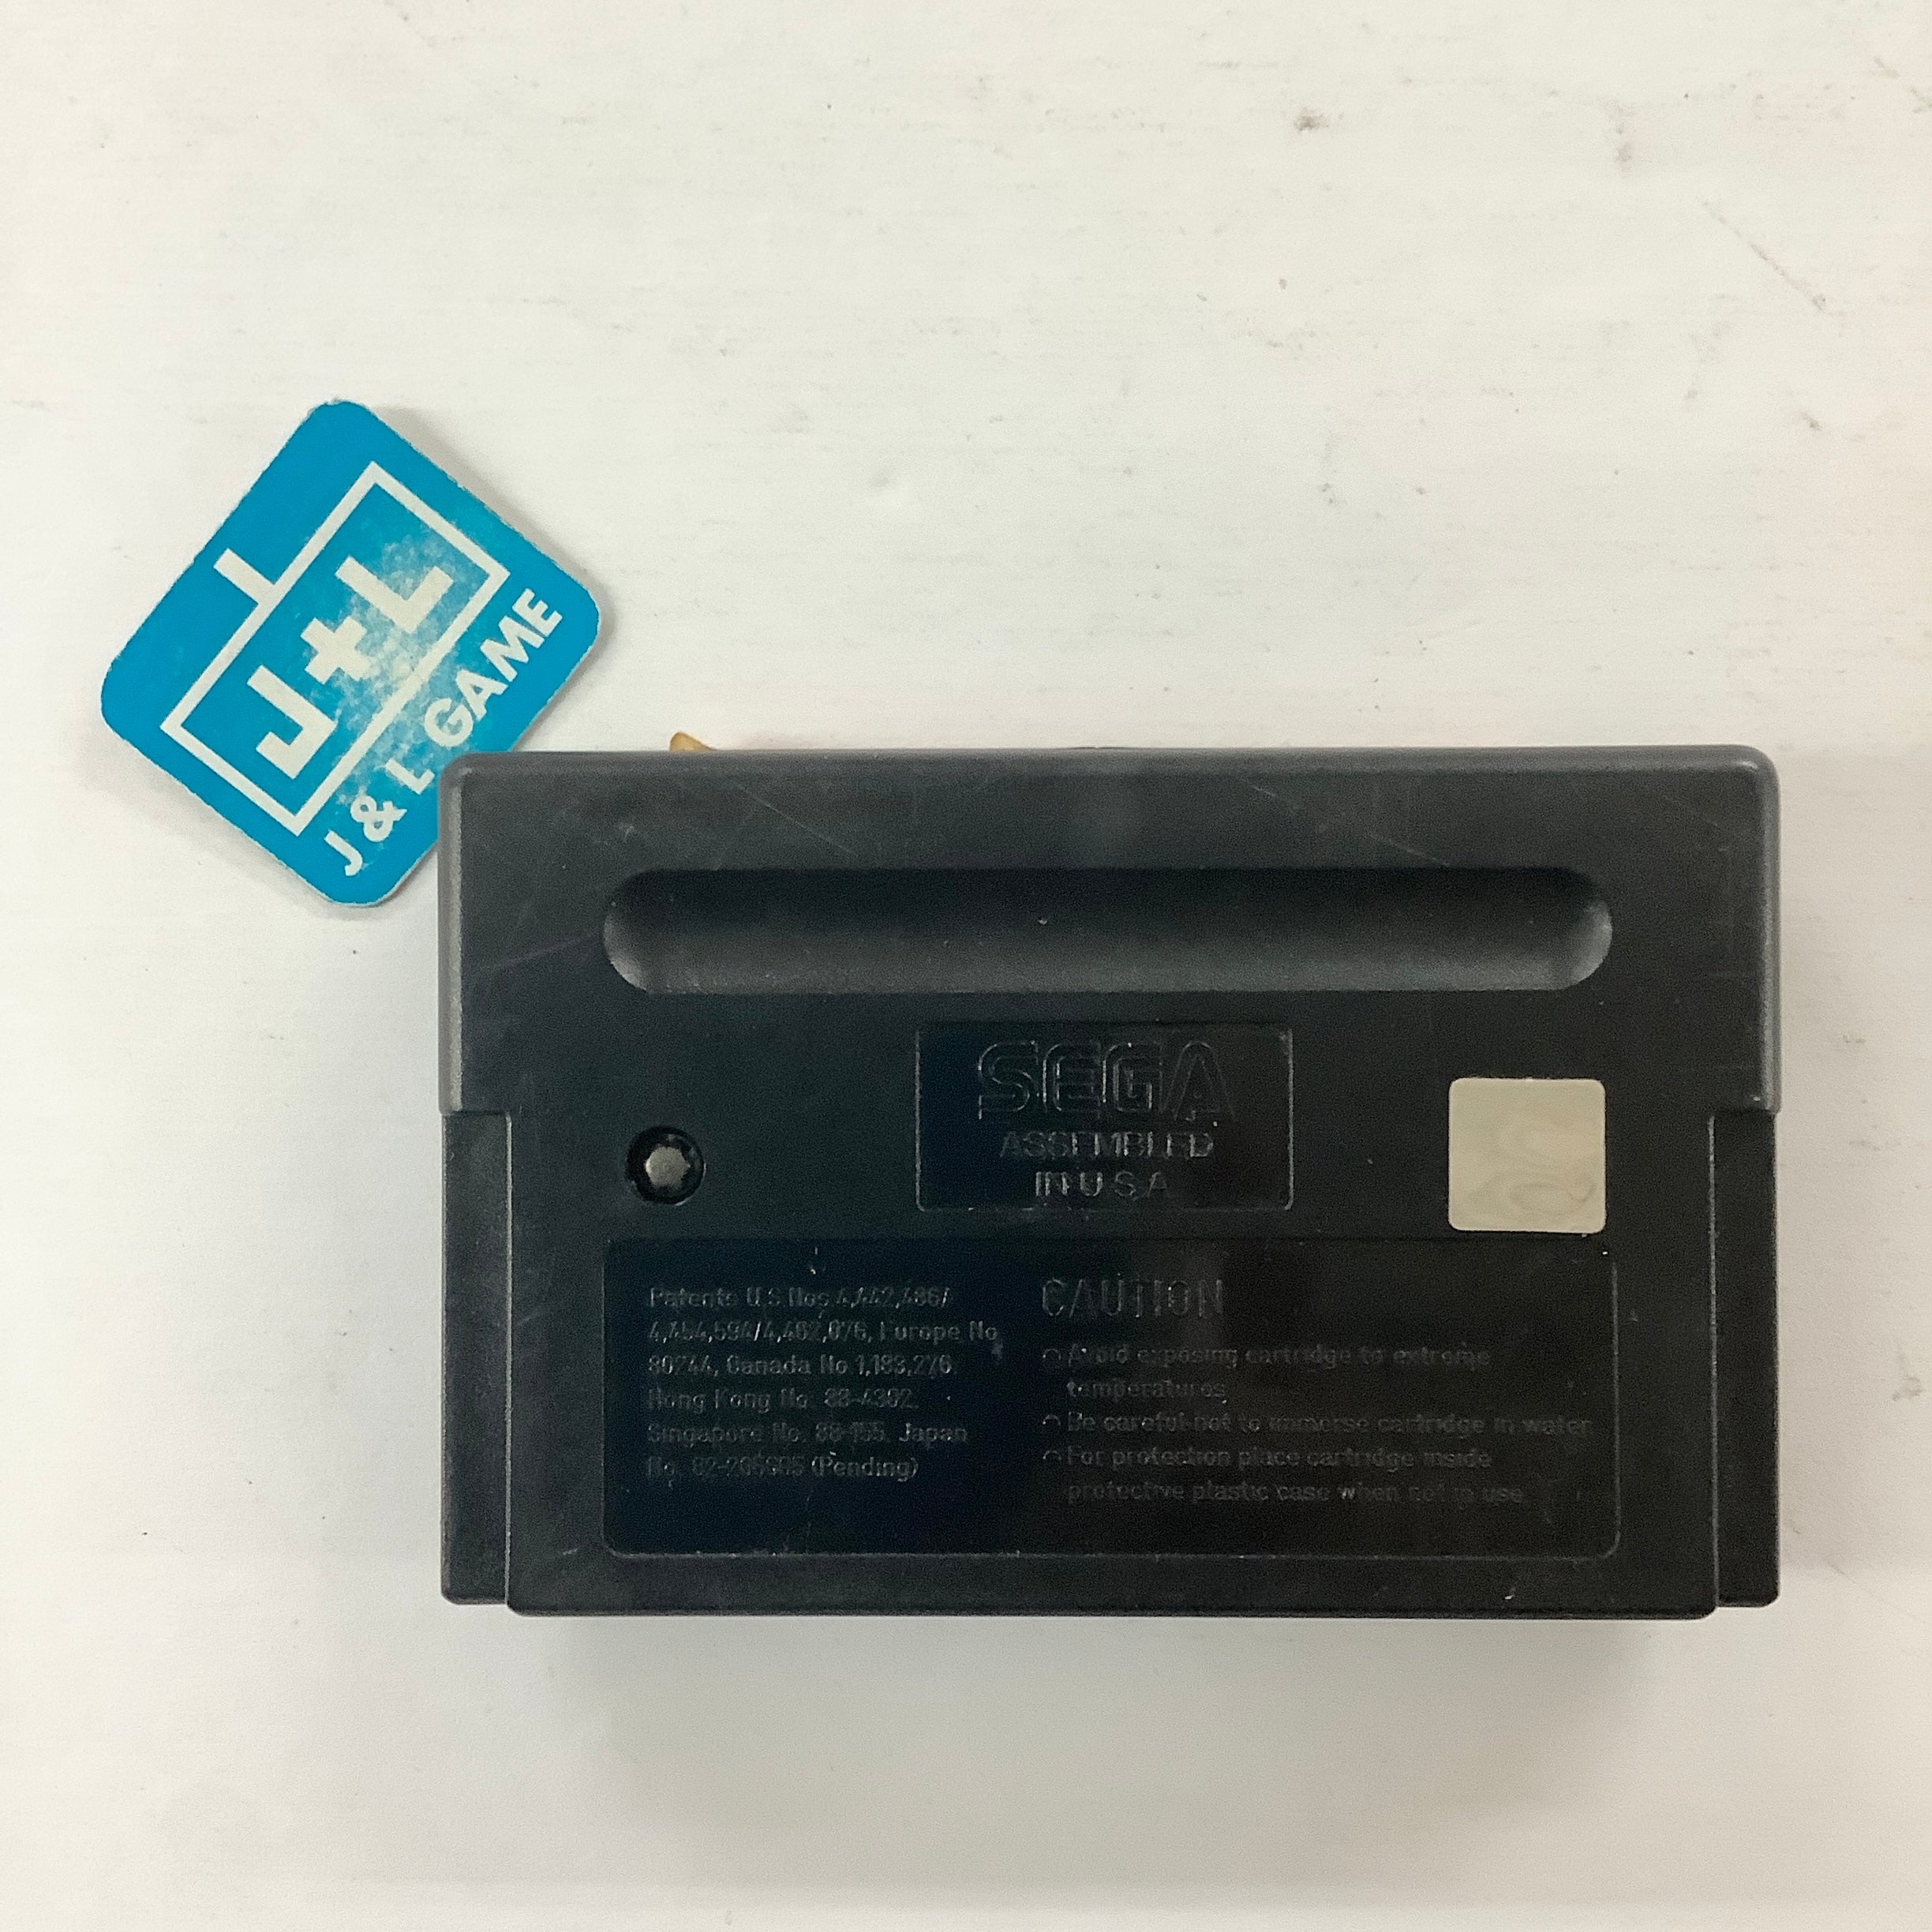 J+L
J & L GAME
SEGA
ASSEMBLED
IN U.S.A.
Patents U.S. Nos. 4,442,486/
4,454,594/4,462,076, Europe No.
80244, Canada No. 1,183,276,
Hong Kong No. 88-4302,
Singapore No. 88-155, Japan
No. (Pending)
CAUTION
Avoid exposing cartridge to extreme
temperatures
Be careful not to immerse cartridge in water
For protection place cartridge inside
protective plastic case when not in use